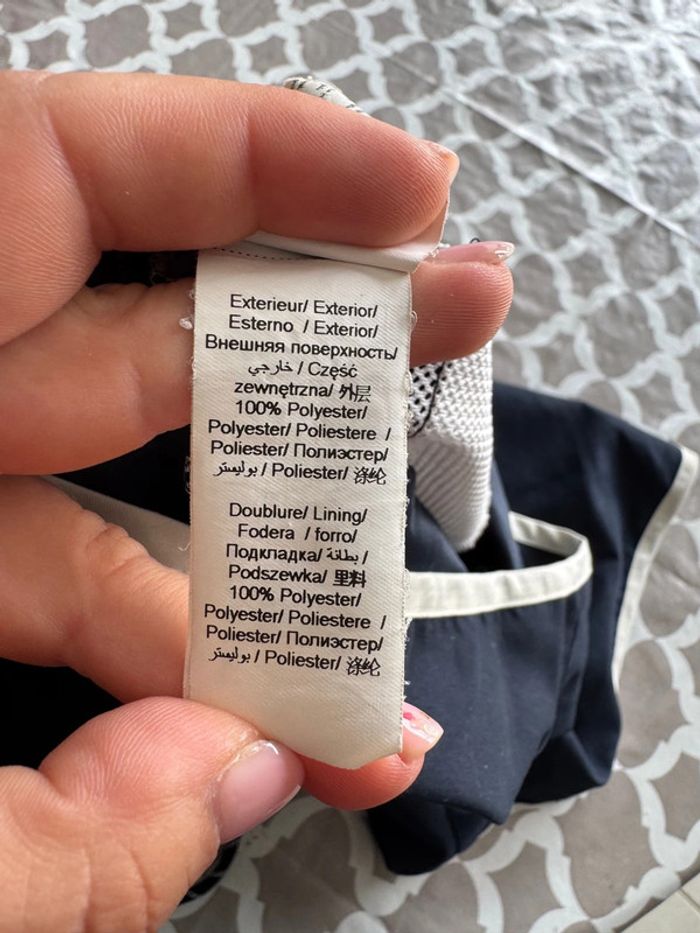 Exterieur/ Exterior/
Esterno / Exterior/
Внешняя поверхность/
خارجي / Część
zewnętrzna/ 外层
100% Polyester/
Polyester/ Poliestere /
Poliester/ Полиэстер/
بوليستر / Poliester/ 涤纶
Doublure/ Lining/
Fodera / forro/
Подкладка/ بطانة /
Podszewka/ 里料
100% Polyester/
Polyester/ Poliestere /
Poliester/ Полиэстер/
بوليستر / Poliester/ 涤纶